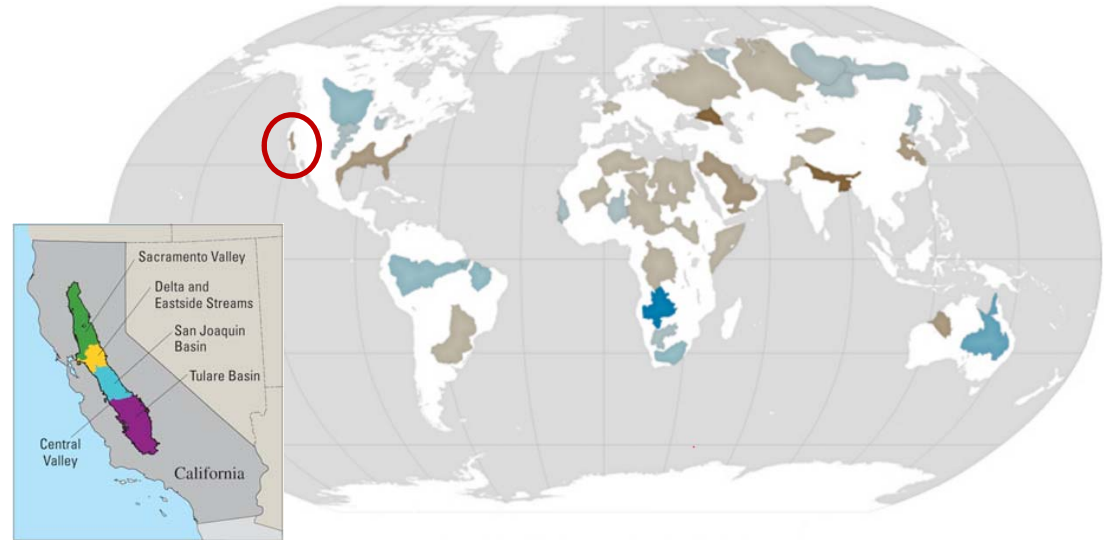 Sacramento Valley
Delta and
Eastside Streams
San Joaquin
Basin
Tulare Basin
Central
Valley
California